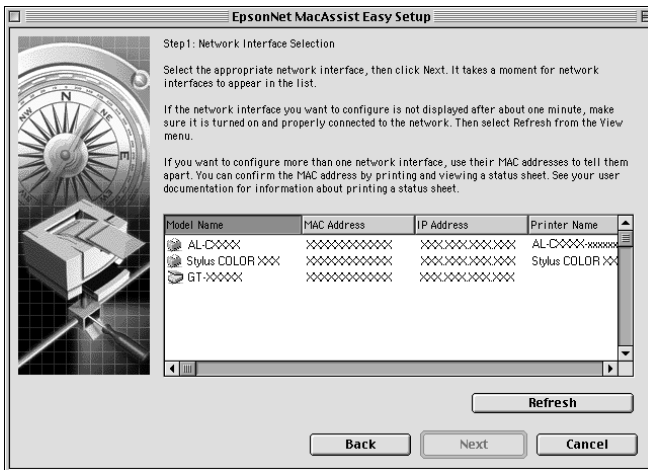 EpsonNet MacAssist Easy Setup
N
NE
E
Step1: Network Interface Selection
Select the appropriate network interface, then click Next. It takes a moment for network
interfaces to appear in the list.
If the network interface you want to configure is not displayed after about one minute, make
sure it is turned on and properly connected to the network. Then select Refresh from the View
menu.
If you want to configure more than one network interface, use their MAC addresses to tell them
apart. You can confirm the MAC address by printing and viewing a status sheet. See your user
documentation for information about printing a status sheet.
Model Name MAC Address IP Address Printer Name
AL-CXXXX XXXXXXXXXXXX XXX.XXX.XXX.XXX AL-CXXXX-xxxxxx
Stylus COLOR XXX XXXXXXXXXXXX XXX.XXX.XXX.XXX Stylus COLOR XX
GT-XXXXX XXXXXXXXXXXX XXX.XXX.XXX.XXX
Refresh
Back Next Cancel